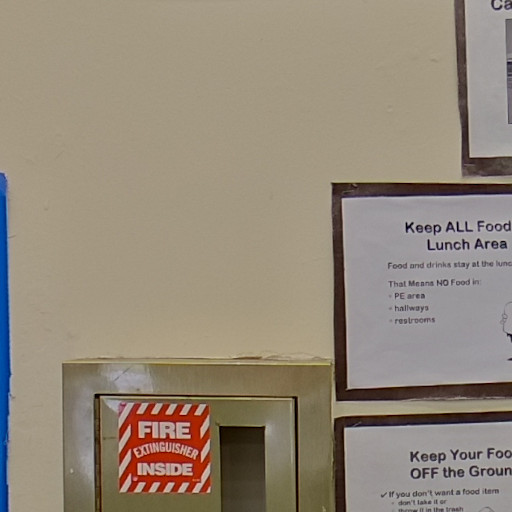 Ca
Keep ALL Food
Lunch Area
Food and drinks stay at the lunc
That Means NO Food in:
PE area
hallways
restrooms
FIRE
EXTINGUISHER
INSIDE
Keep Your Foo
OFF the Groun
✓ If you don't want a food item
don't take it or
throw it in the trash